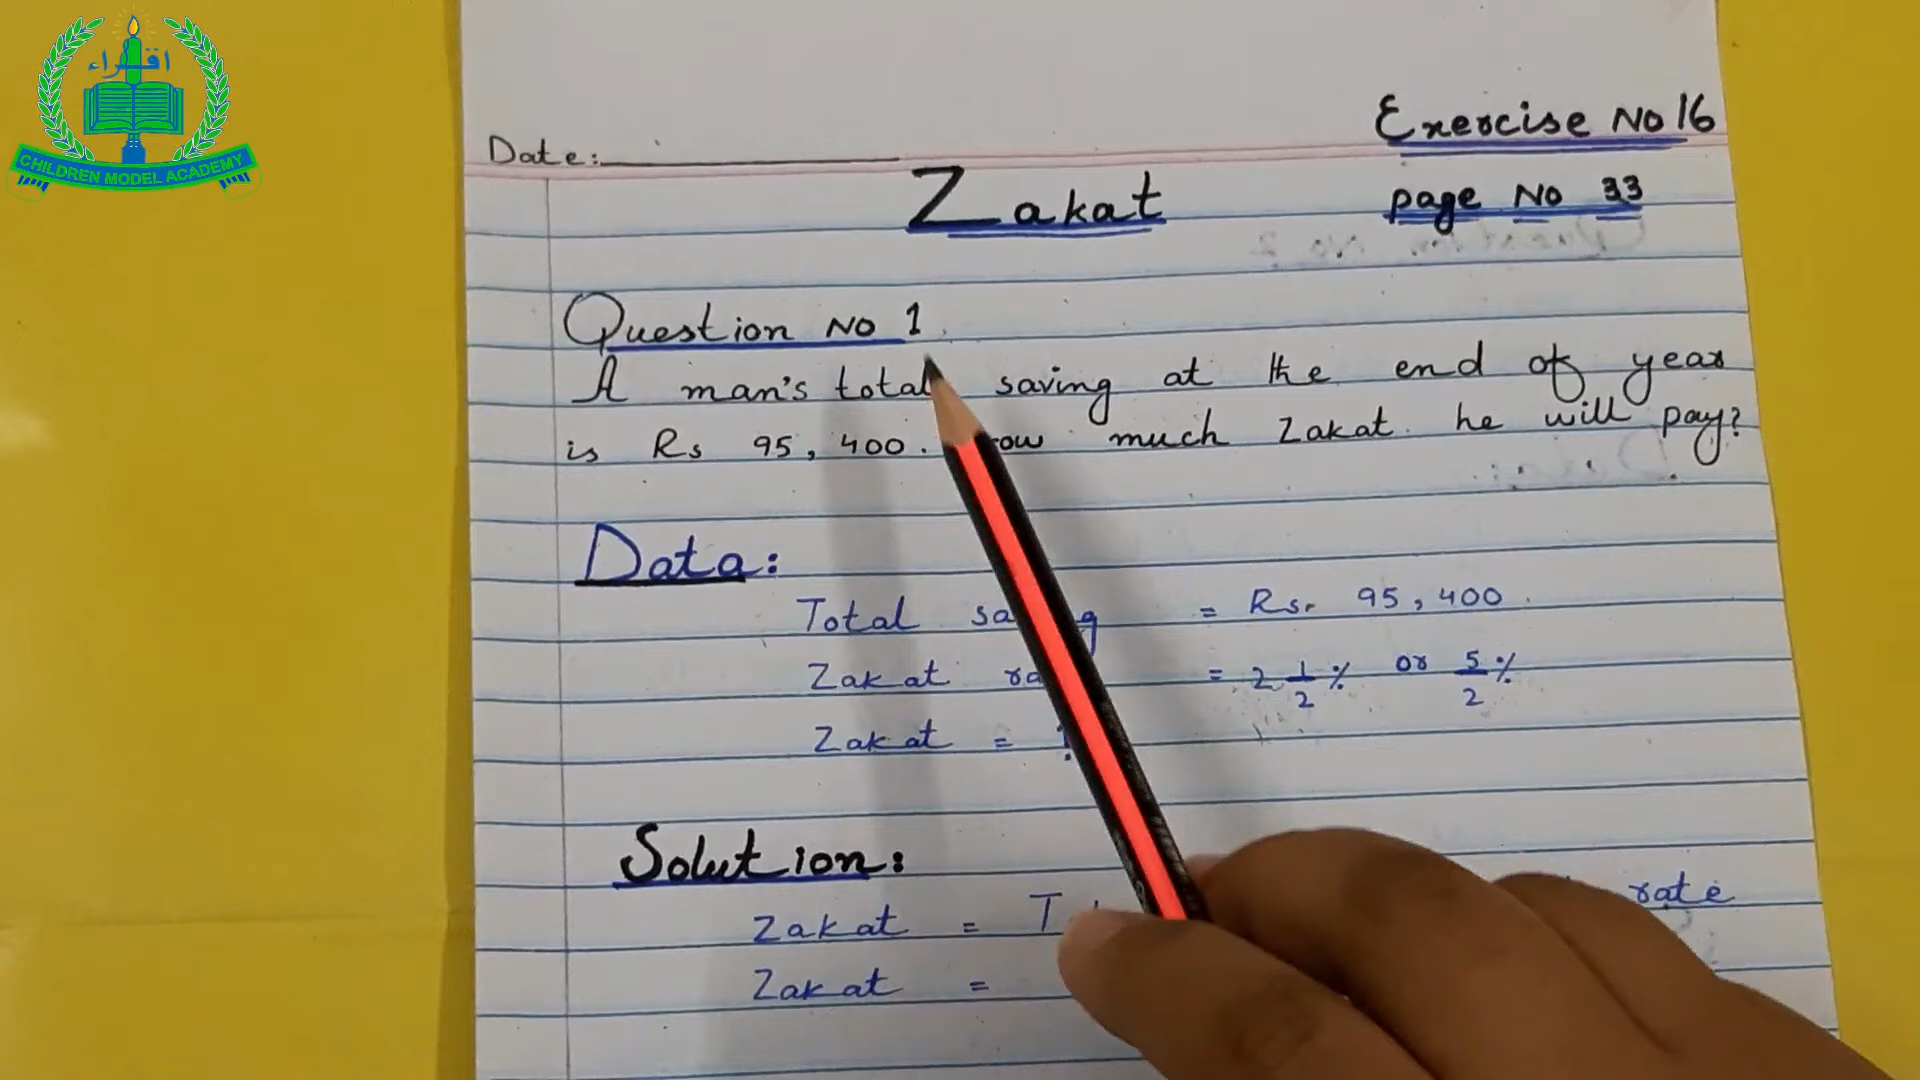 اقراء
CHILDREN MODEL ACADEMY
Exercise No 16
Date:
Zakat
page No 33
Question No 1
A man's total saving at the end of year
is Rs 95,400. ow much Zakat he will pay?
Data:
Total sa g = Rs. 95,400
Zakat ra = 2 1/2 % or 5/2 %
Zakat = ?
Solution:
Zakat = T rate
Zakat =